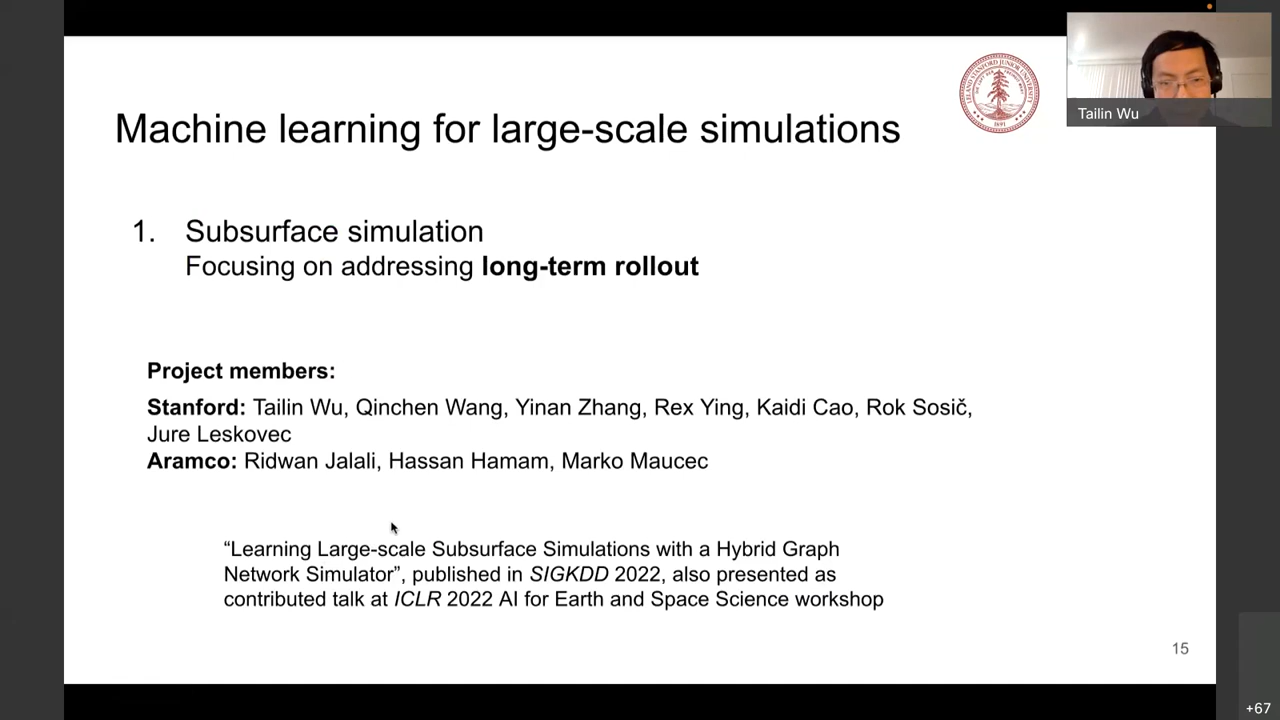 Machine learning for large-scale simulations
Tailin Wu
1. Subsurface simulation
Focusing on addressing long-term rollout
Project members:
Stanford: Tailin Wu, Qinchen Wang, Yinan Zhang, Rex Ying, Kaidi Cao, Rok Sosič,
Jure Leskovec
Aramco: Ridwan Jalali, Hassan Hamam, Marko Maucec
“Learning Large-scale Subsurface Simulations with a Hybrid Graph
Network Simulator”, published in SIGKDD 2022, also presented as
contributed talk at ICLR 2022 AI for Earth and Space Science workshop
15
+67